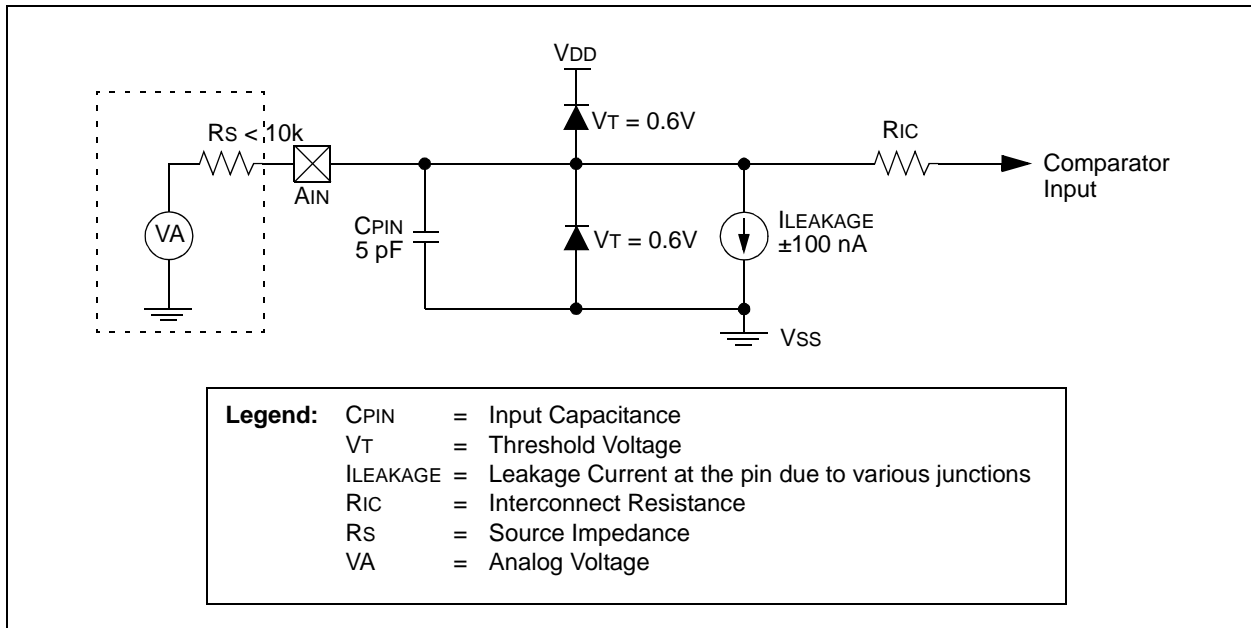 VDD
VT = 0.6V
RS < 10k
RIC
Comparator
Input
AIN
VA
CPIN
5 pF
VT = 0.6V
ILEAKAGE
±100 nA
VSS
Legend: CPIN = Input Capacitance
VT = Threshold Voltage
ILEAKAGE = Leakage Current at the pin due to various junctions
RIC = Interconnect Resistance
RS = Source Impedance
VA = Analog Voltage